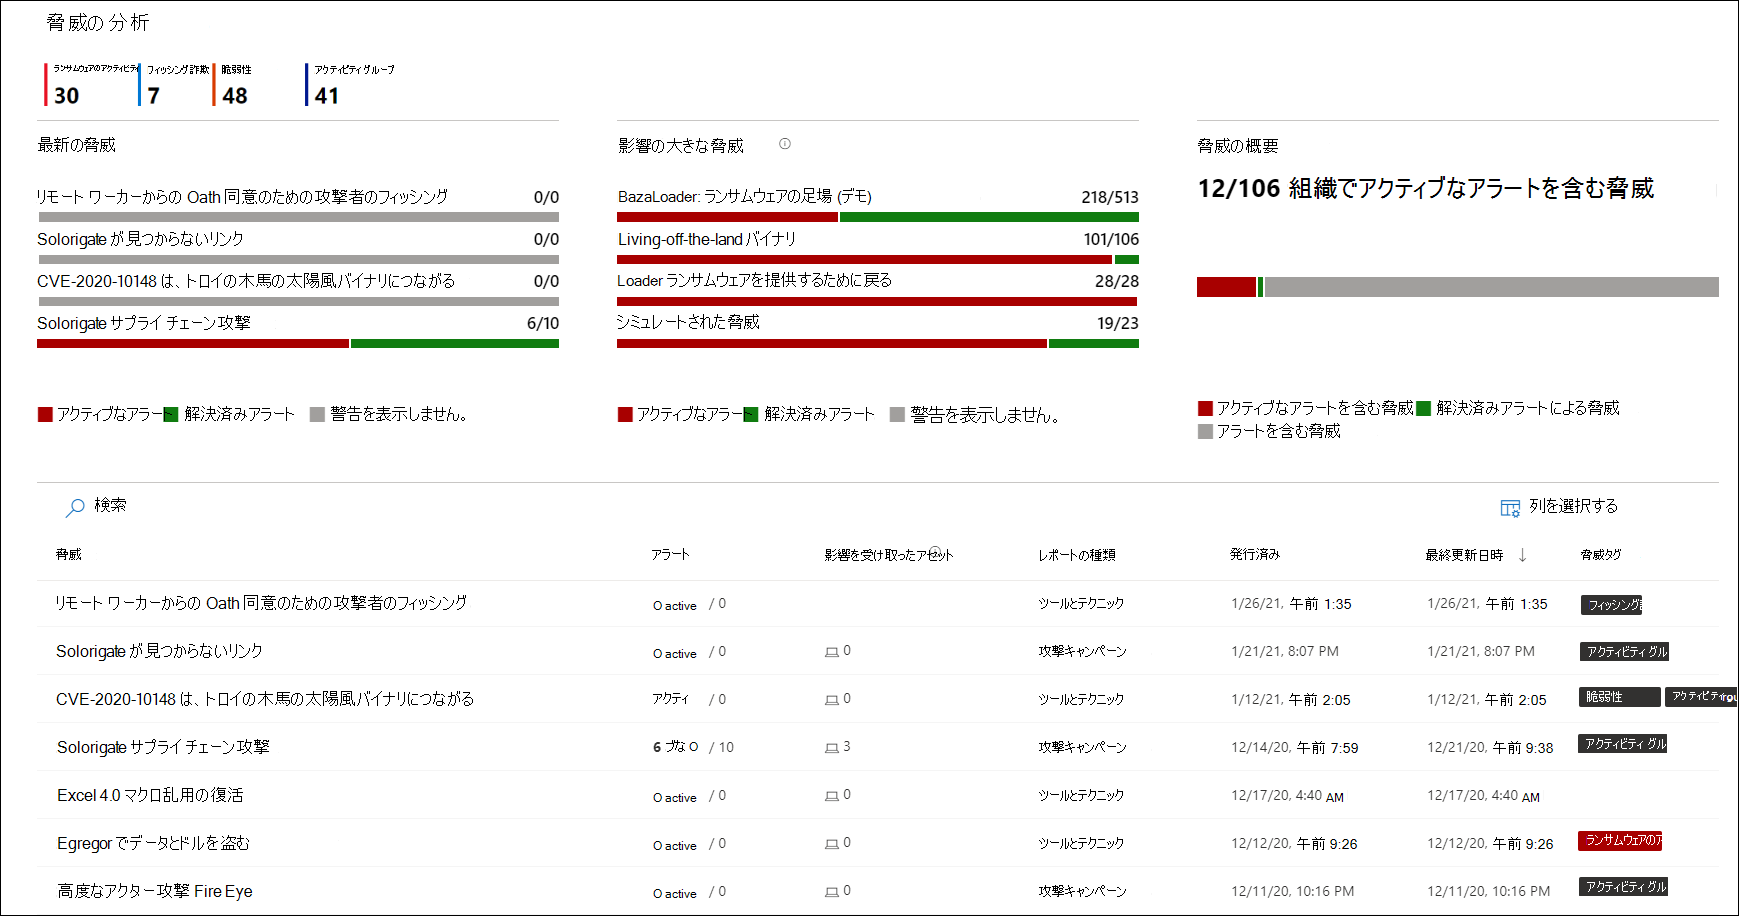 脅威の分析
ランサムウェアのアクティビティ フィッシング詐欺 脆弱性 アクティビティ グループ
30 7 48 41
最新の脅威
リモート ワーカーからの Oath 同意のための攻撃者のフィッシング 0/0
Solorigate が見つからないリンク 0/0
CVE-2020-10148 は、トロイの木馬の太陽風バイナリにつながる 0/0
Solorigate サプライ チェーン攻撃 6/10
アクティブなアラート 解決済みアラート 警告を表示しません。
影響の大きな脅威
BazaLoader: ランサムウェアの足場 (デモ) 218/513
Living-off-the-land バイナリ 101/106
Loader ランサムウェアを提供するために戻る 28/28
シミュレートされた脅威 19/23
アクティブなアラート 解決済みアラート 警告を表示しません。
脅威の概要
12/106 組織でアクティブなアラートを含む脅威
アクティブなアラートを含む脅威 解決済みアラートによる脅威
アラートを含む脅威
検索 列を選択する
脅威 アラート 影響を受け取ったアセット レポートの種類 発行済み 最終更新日時 ↓ 脅威タグ
リモート ワーカーからの Oath 同意のための攻撃者のフィッシング O active / 0 ツールとテクニック 1/26/21, 午前 1:35 1/26/21, 午前 1:35 フィッシング
Solorigate が見つからないリンク O active / 0 0 攻撃キャンペーン 1/21/21, 8:07 PM 1/21/21, 8:07 PM アクティビティ グル
CVE-2020-10148 は、トロイの木馬の太陽風バイナリにつながる アクティ / 0 0 ツールとテクニック 1/12/21, 午前 2:05 1/12/21, 午前 2:05 脆弱性 アクティビティrou
Solorigate サプライ チェーン攻撃 6 ブな O / 10 3 攻撃キャンペーン 12/14/20, 午前 7:59 12/21/20, 午前 9:38 アクティビティ グル
Excel 4.0 マクロ乱用の復活 O active / 0 0 ツールとテクニック 12/17/20, 4:40 AM 12/17/20, 4:40 AM
Egregor でデータとドルを盗む O active / 0 0 ツールとテクニック 12/12/20, 午前 9:26 12/12/20, 午前 9:26 ランサムウェアのア
高度なアクター攻撃 Fire Eye O active / 0 0 攻撃キャンペーン 12/11/20, 10:16 PM 12/11/20, 10:16 PM アクティビティ グル